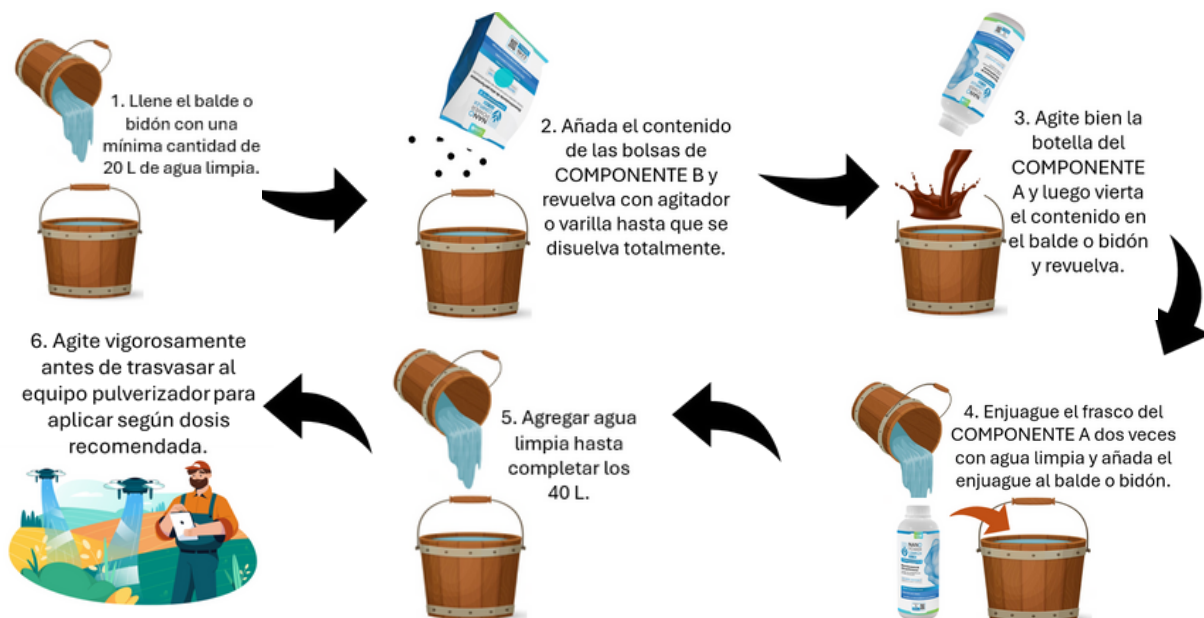 1. Llene el balde o
bidón con una
mínima cantidad de
20 L de agua limpia.
2. Añada el contenido
de las bolsas de
COMPONENTE B y
revuelva con agitador
o varilla hasta que se
disuelva totalmente.
3. Agite bien la
botella del
COMPONENTE
A y luego vierta
el contenido en
el balde o bidón
y revuelva.
4. Enjuague el frasco del
COMPONENTE A dos veces
con agua limpia y añada el
enjuague al balde o bidón.
5. Agregar agua
limpia hasta
completar los
40 L.
6. Agite vigorosamente
antes de trasvasar al
equipo pulverizador para
aplicar según dosis
recomendada.